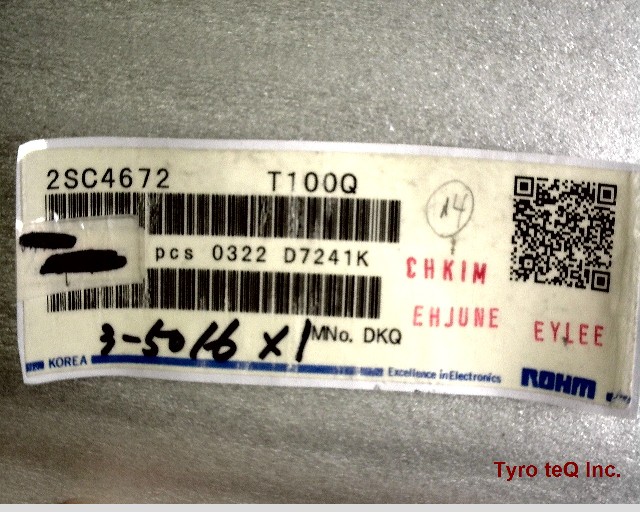 2SC4672 T100Q
14
pcs 0322 D7241K
CHKIM
EHJUNE
EYLEE
3-5016 x 1 MNo. DKQ
KOREA
Excellence in Electronics
ROHM
Tyro teQ Inc.